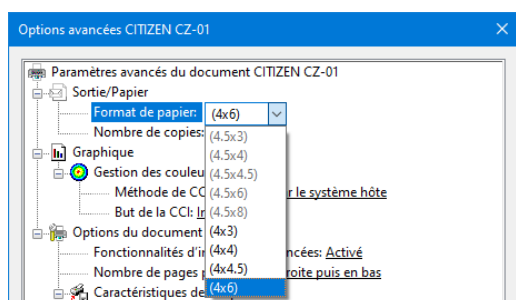 Options avancées CITIZEN CZ-01
Paramètres avancés du document CITIZEN CZ-01
Sortie/Papier
Format de papier: (4x6)
Nombre de copies:
(4.5x3)
Graphique
(4.5x4)
Gestion des couleu
(4.5x4.5)
Méthode de CC (4.5x6) r le système hôte
But de la CCI: (4.5x8)
Options du document (4x3)
Fonctionnalités d'i (4x4) ncées: Activé
Nombre de pages (4x4.5) roite puis en bas
Caractéristiques de (4x6)